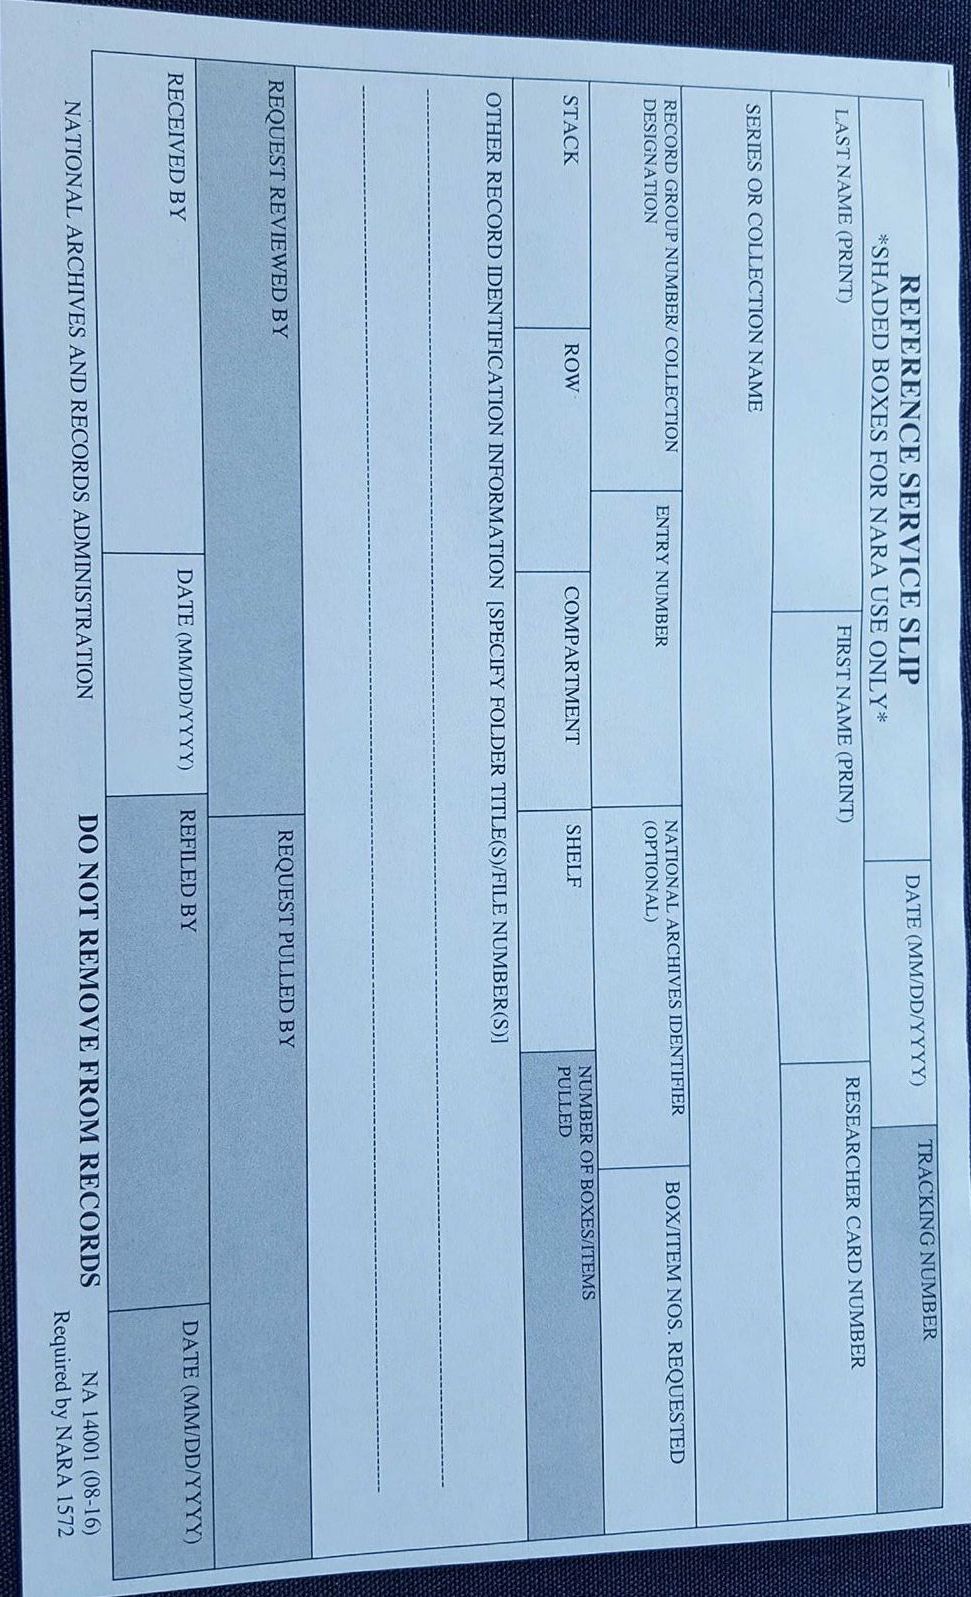 REFERENCE SERVICE SLIP
*SHADED BOXES FOR NARA USE ONLY*
DATE (MM/DD/YYYY)
TRACKING NUMBER
LAST NAME (PRINT)
FIRST NAME (PRINT)
RESEARCHER CARD NUMBER
SERIES OR COLLECTION NAME
RECORD GROUP NUMBER/ COLLECTION
DESIGNATION
ENTRY NUMBER
NATIONAL ARCHIVES IDENTIFIER
(OPTIONAL)
BOX/ITEM NOS. REQUESTED
STACK
ROW
COMPARTMENT
SHELF
NUMBER OF BOXES/ITEMS
PULLED
OTHER RECORD IDENTIFICATION INFORMATION [SPECIFY FOLDER TITLE(S)/FILE NUMBER(S)]
REQUEST REVIEWED BY
REQUEST PULLED BY
RECEIVED BY
DATE (MM/DD/YYYY)
REFILED BY
DATE (MM/DD/YYYY)
NATIONAL ARCHIVES AND RECORDS ADMINISTRATION
DO NOT REMOVE FROM RECORDS
NA 14001 (08-16)
Required by NARA 1572